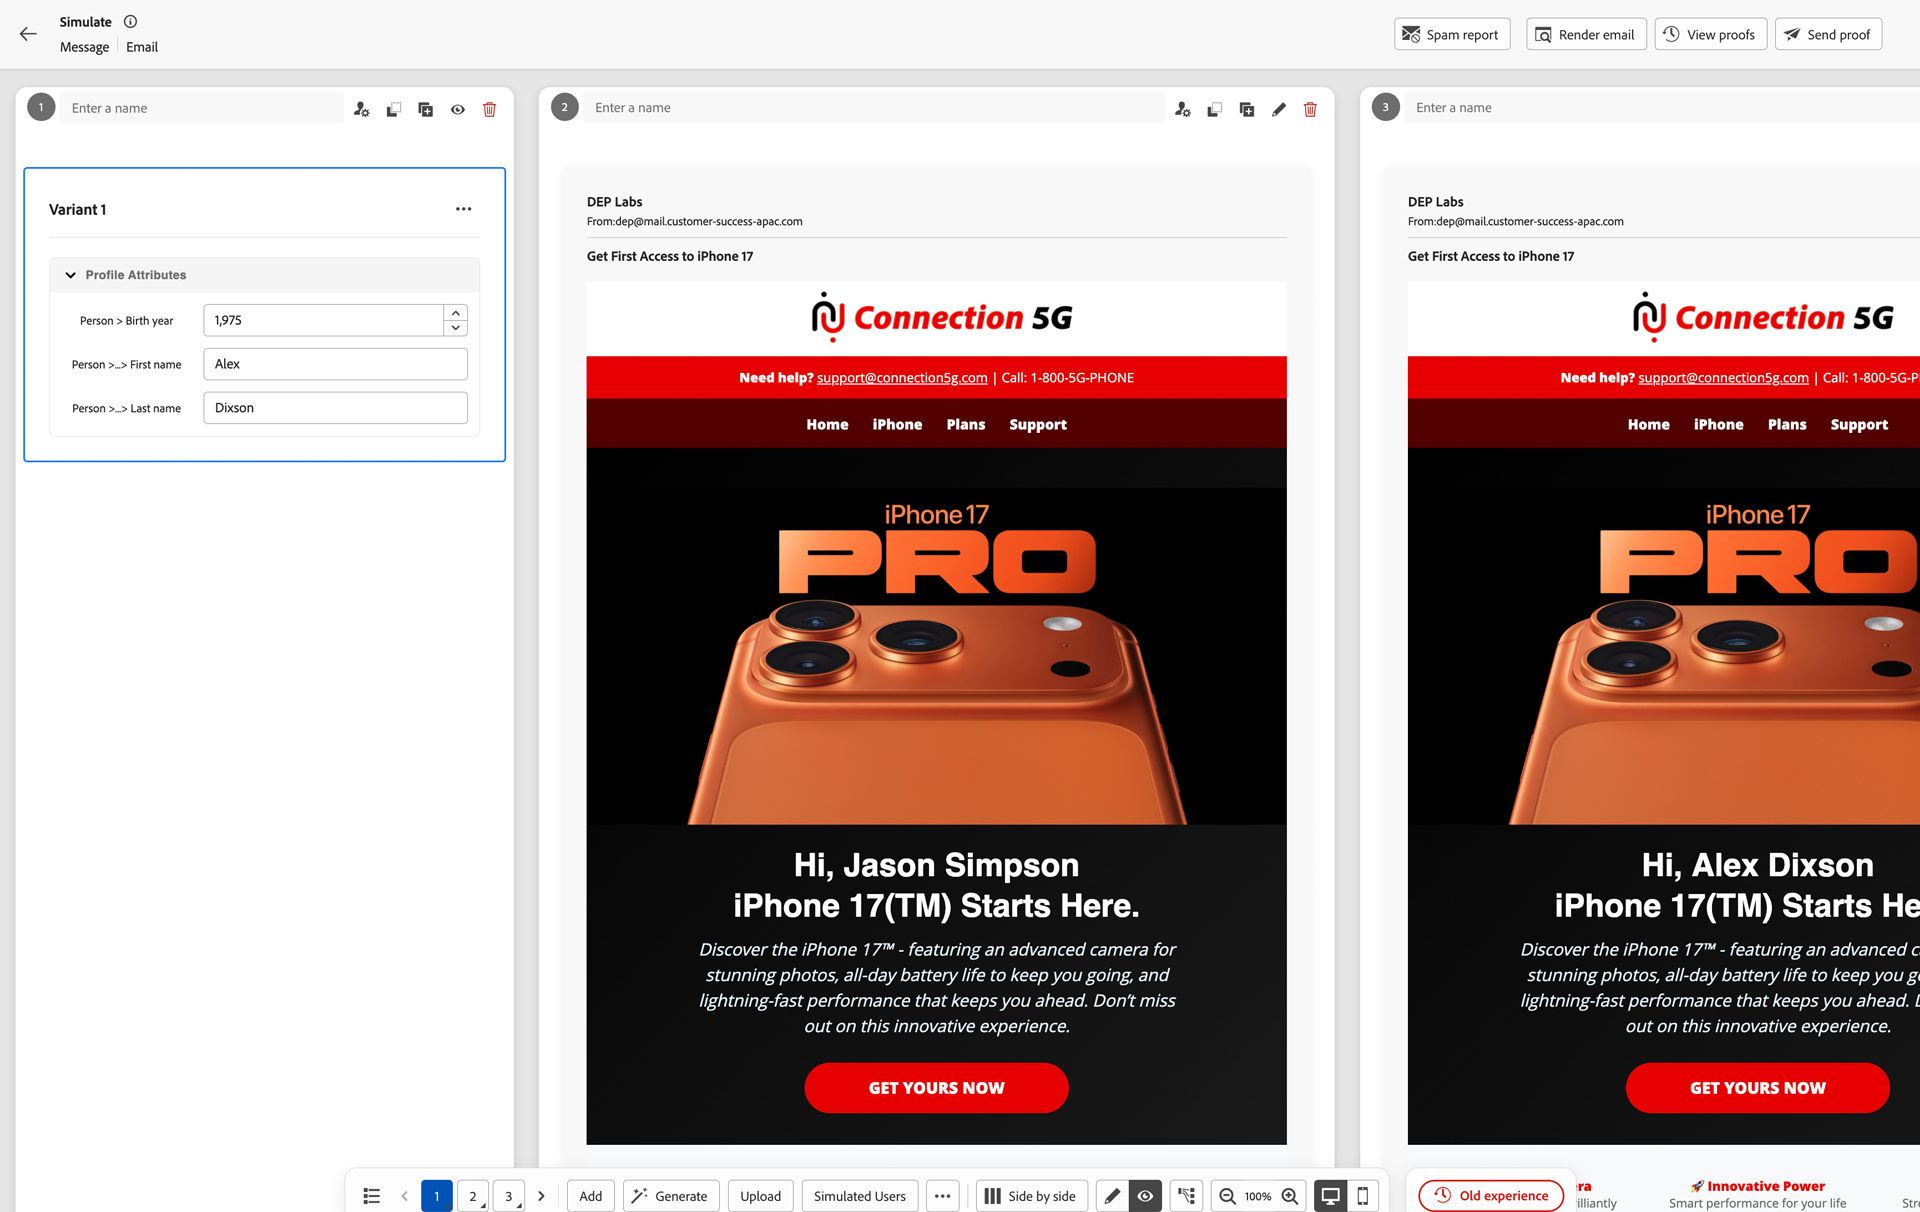 Simulate
Message Email
Spam report
Render email
View proofs
Send proof
1
Enter a name
Variant 1
Profile Attributes
Person > Birth year
1,975
Person >...> First name
Alex
Person >...> Last name
Dixson
2
Enter a name
DEP Labs
From:dep@mail.customer-success-apac.com
Get First Access to iPhone 17
Connection 5G
Need help? support@connection5g.com | Call: 1-800-5G-PHONE
Home iPhone Plans Support
iPhone 17
PRO
Hi, Jason Simpson
iPhone 17(TM) Starts Here.
Discover the iPhone 17™ - featuring an advanced camera for
stunning photos, all-day battery life to keep you going, and
lightning-fast performance that keeps you ahead. Don't miss
out on this innovative experience.
GET YOURS NOW
3
Enter a name
DEP Labs
From:dep@mail.customer-success-apac.com
Get First Access to iPhone 17
Connection 5G
Need help? support@connection5g.com | Call: 1-800-5G-P
Home iPhone Plans Support
iPhone 17
PRO
Hi, Alex Dixson
iPhone 17(TM) Starts He
Discover the iPhone 17™ - featuring an advanced c
stunning photos, all-day battery life to keep you g
lightning-fast performance that keeps you ahead.
out on this innovative experience.
GET YOURS NOW
era
illiantly
🚀 Innovative Power
Smart performance for your life
Str
1 2 3
Add
Generate
Upload
Simulated Users
Side by side
100%
Old experience